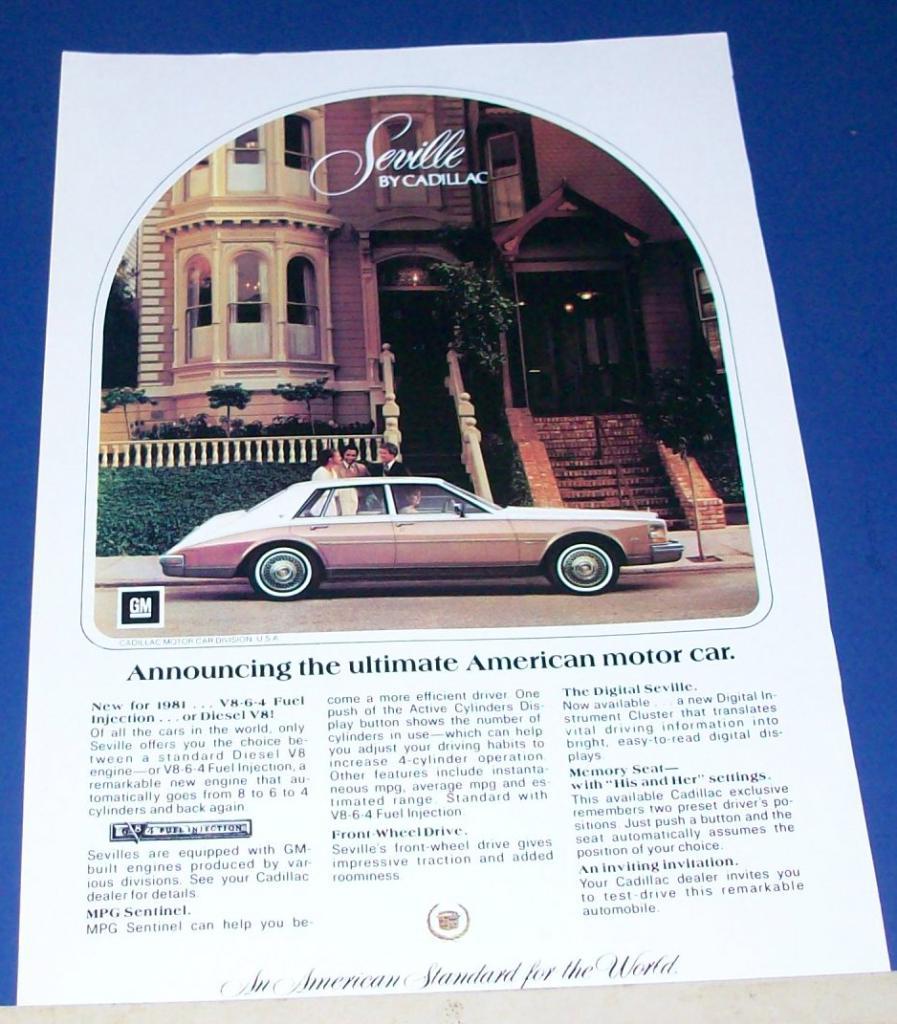 Seville
BY CADILLAC
GM
CADILLAC MOTOR CAR DIVISION, U.S.A.
Announcing the ultimate American motor car.
New for 1981 . . . V8-6-4 Fuel
Injection . . . or Diesel V8!
Of all the cars in the world, only
Seville offers you the choice be-
tween a standard Diesel V8
engine—or V8-6-4 Fuel Injection, a
remarkable new engine that au-
tomatically goes from 8 to 6 to 4
cylinders and back again.
6 4 FUEL INJECTION
Sevilles are equipped with GM-
built engines produced by var-
ious divisions. See your Cadillac
dealer for details.
MPG Sentinel.
MPG Sentinel can help you be-
come a more efficient driver. One
push of the Active Cylinders Dis-
play button shows the number of
cylinders in use—which can help
you adjust your driving habits to
increase 4-cylinder operation.
Other features include instanta-
neous mpg, average mpg and es-
timated range. Standard with
V8-6-4 Fuel Injection.
Front-Wheel Drive.
Seville's front-wheel drive gives
impressive traction and added
roominess.
The Digital Seville.
Now available . . . a new Digital In-
strument Cluster that translates
vital driving information into
bright, easy-to-read digital dis-
plays.
Memory Seat—
with "His and Her" settings.
This available Cadillac exclusive
remembers two preset driver's po-
sitions. Just push a button and the
seat automatically assumes the
position of your choice.
An inviting invitation.
Your Cadillac dealer invites you
to test-drive this remarkable
automobile.
An American Standard for the World.